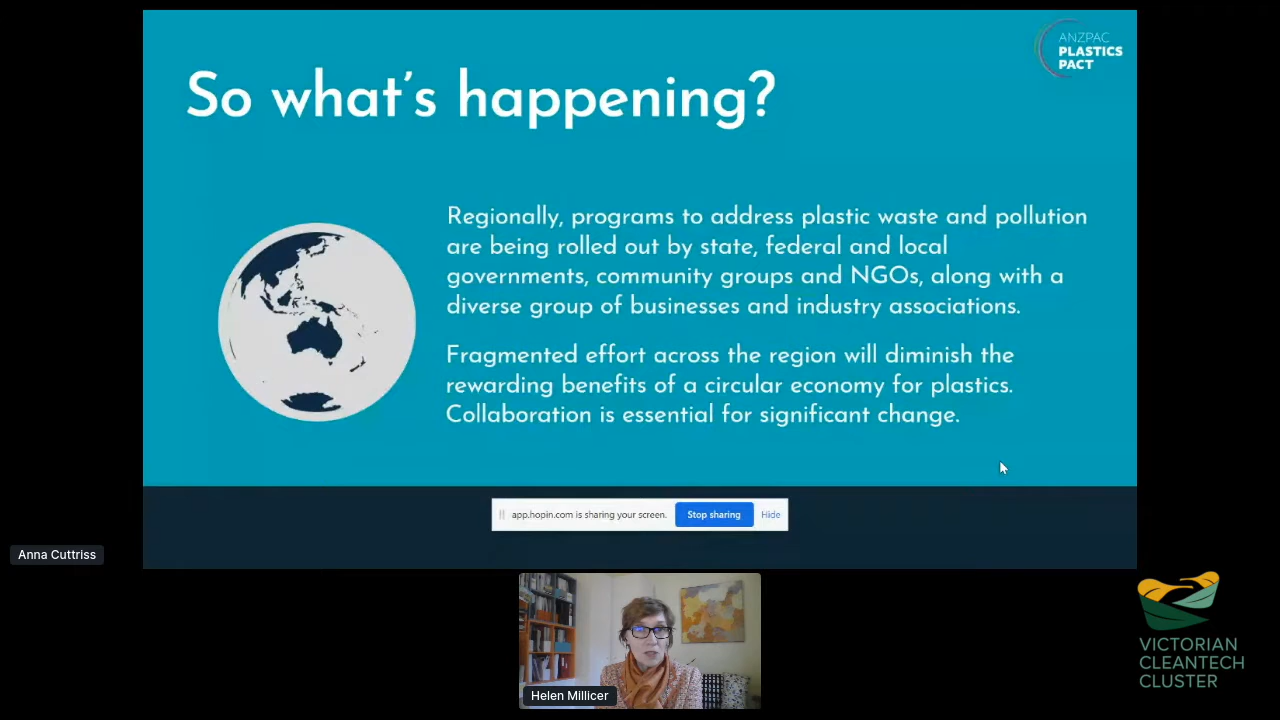 ANZPAC
PLASTICS
PACT
So what's happening?
Regionally, programs to address plastic waste and pollution
are being rolled out by state, federal and local
governments, community groups and NGOs, along with a
diverse group of businesses and industry associations.
Fragmented effort across the region will diminish the
rewarding benefits of a circular economy for plastics.
Collaboration is essential for significant change.
app.hopin.com is sharing your screen. Stop sharing Hide
Anna Cuttriss
Helen Millicer
VICTORIAN
CLEANTECH
CLUSTER